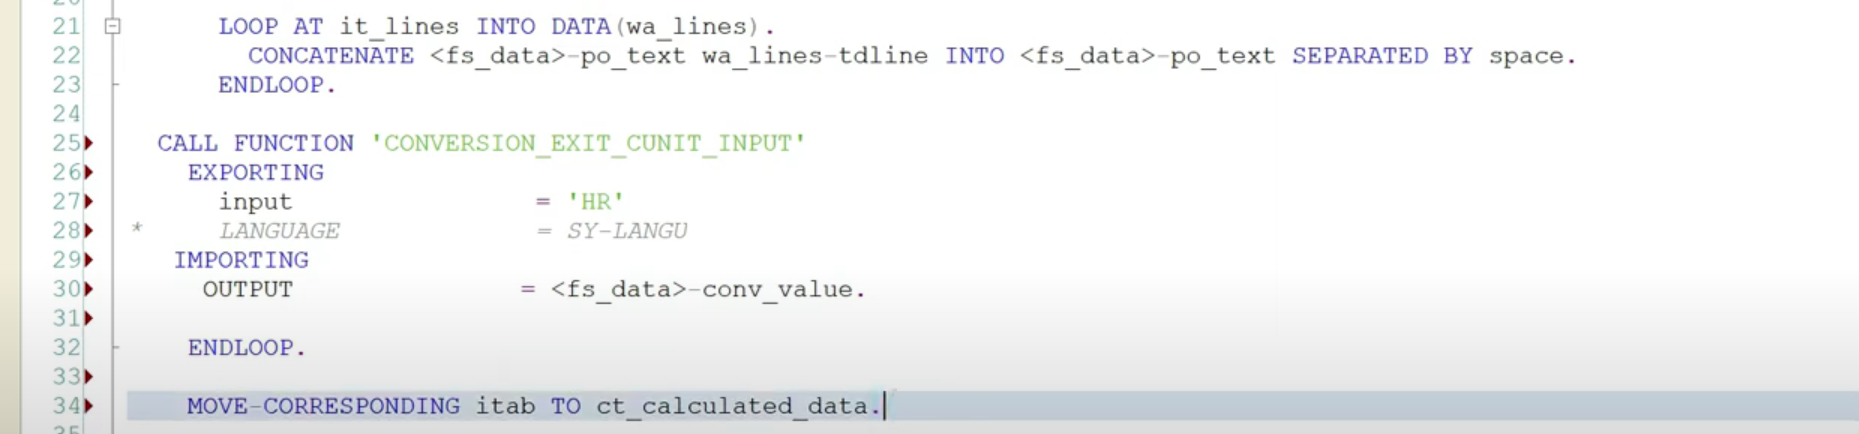 21 LOOP AT it_lines INTO DATA(wa_lines).
22 CONCATENATE <fs_data>-po_text wa_lines-tdline INTO <fs_data>-po_text SEPARATED BY space.
23 ENDLOOP.
24
25 CALL FUNCTION 'CONVERSION_EXIT_CUNIT_INPUT'
26 EXPORTING
27 input = 'HR'
28 * LANGUAGE = SY-LANGU
29 IMPORTING
30 OUTPUT = <fs_data>-conv_value.
31
32 ENDLOOP.
33
34 MOVE-CORRESPONDING itab TO ct_calculated_data.